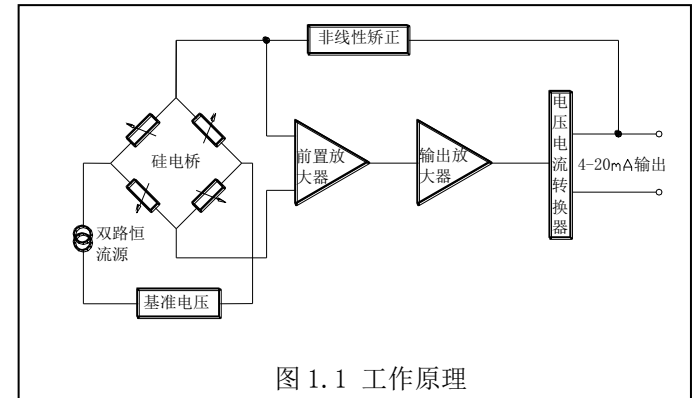 非线性矫正
硅电桥
前置放
大器
输出放
大器
电
压
电
流
转
换
器
4-20mA输出
双路恒
流源
基准电压
图 1.1 工作原理